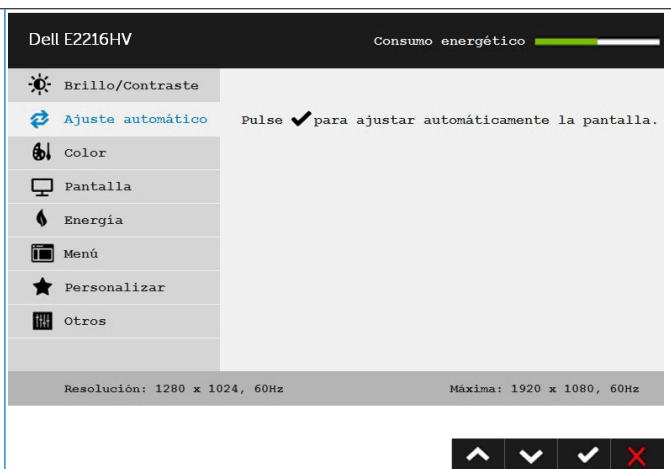 Dell E2216HV Consumo energético
Brillo/Contraste
Ajuste automático
Pulse ✔ para ajustar automáticamente la pantalla.
Color
Pantalla
Energía
Menú
Personalizar
Otros
Resolución: 1280 x 1024, 60Hz Máxima: 1920 x 1080, 60Hz